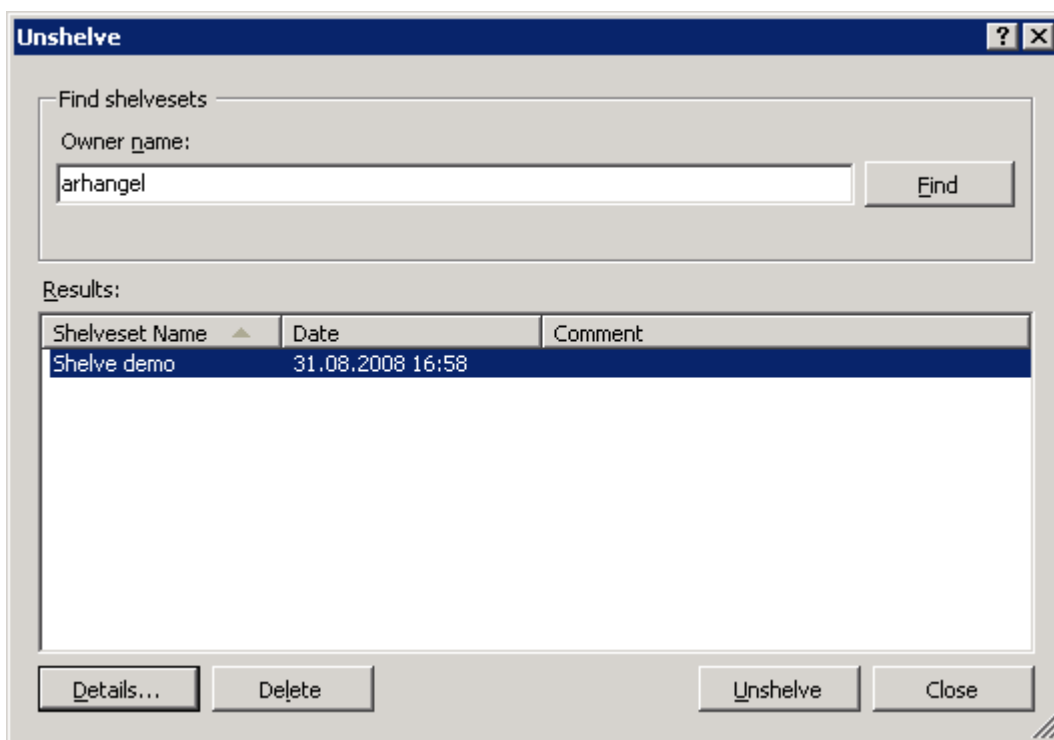 Unshelve
Find shelvesets
Owner name:
arhangel
Find
Results:
Shelveset Name Date Comment
Shelve demo 31.08.2008 16:58
Details... Delete Unshelve Close